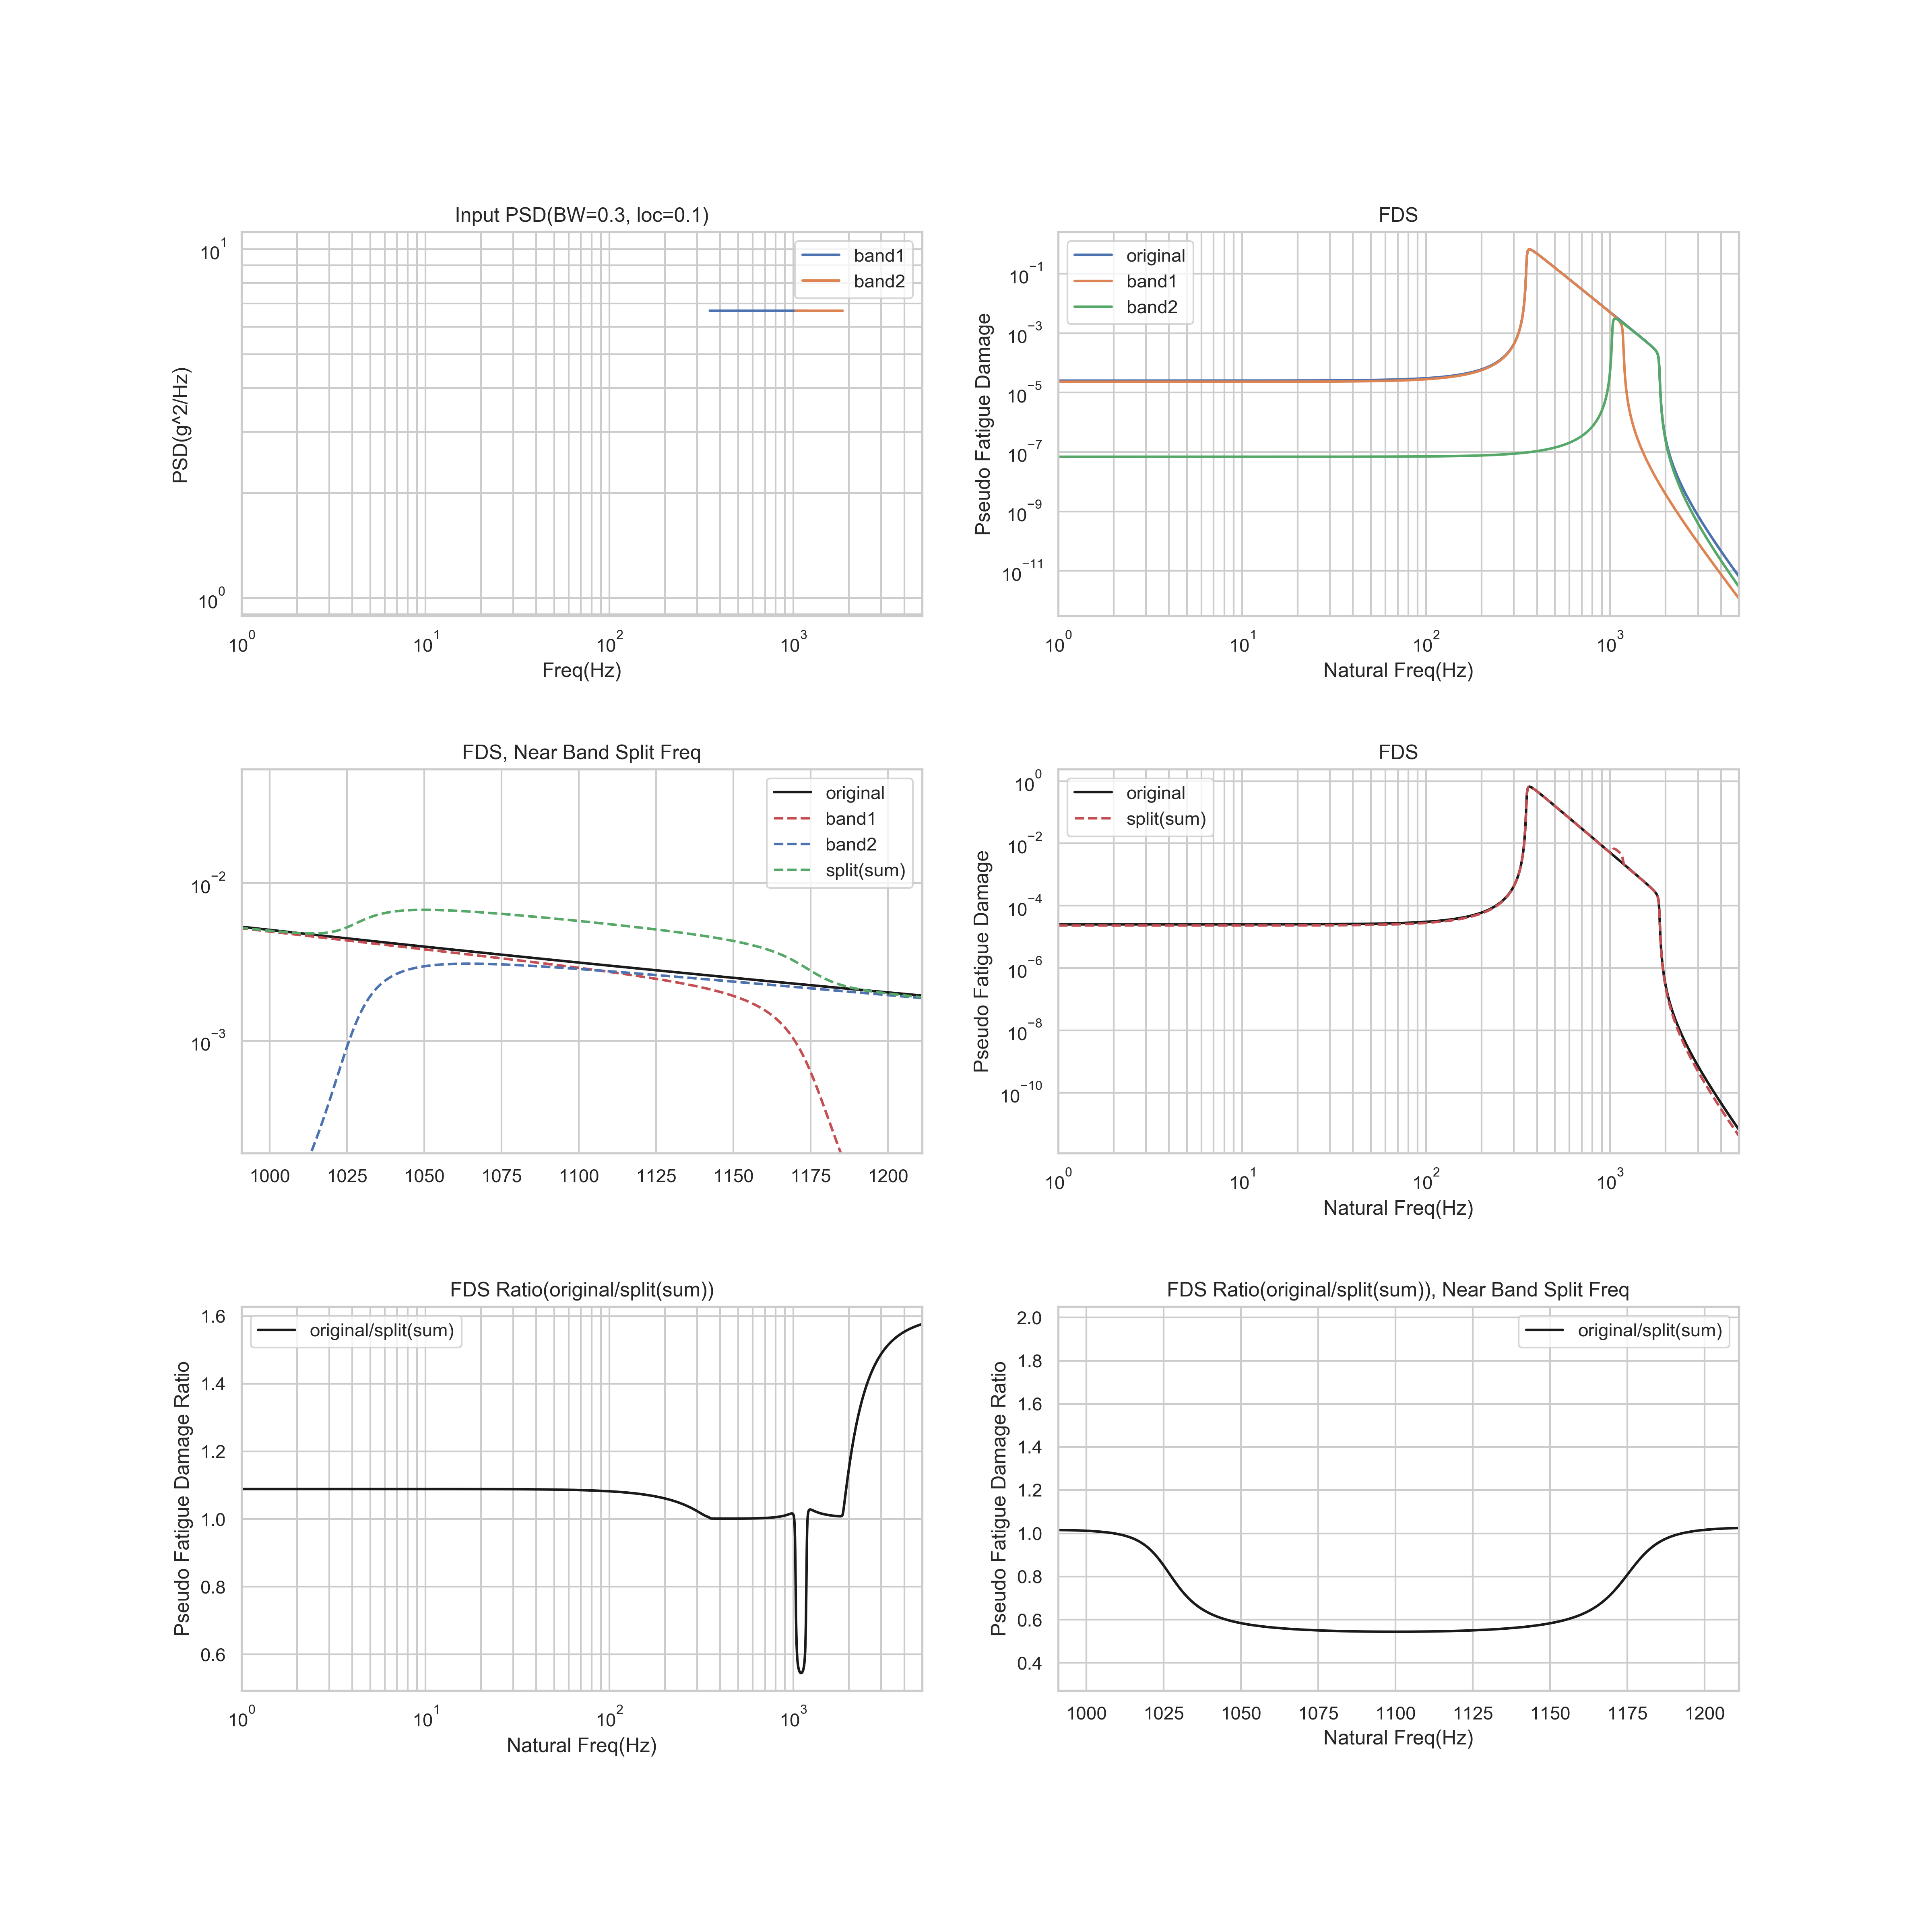 Input PSD(BW=0.3, loc=0.1)
PSD(g^2/Hz)
10^1
10^0
band1
band2
10^0 10^1 10^2 10^3
Freq(Hz)
FDS
Pseudo Fatigue Damage
10^−1
10^−3
10^−5
10^−7
10^−9
10^−11
original
band1
band2
10^0 10^1 10^2 10^3
Natural Freq(Hz)
FDS, Near Band Split Freq
10^−2
10^−3
original
band1
band2
split(sum)
1000 1025 1050 1075 1100 1125 1150 1175 1200
FDS
Pseudo Fatigue Damage
10^0
10^−2
10^−4
10^−6
10^−8
10^−10
original
split(sum)
10^0 10^1 10^2 10^3
Natural Freq(Hz)
FDS Ratio(original/split(sum))
Pseudo Fatigue Damage Ratio
1.6
1.4
1.2
1.0
0.8
0.6
original/split(sum)
10^0 10^1 10^2 10^3
Natural Freq(Hz)
FDS Ratio(original/split(sum)), Near Band Split Freq
Pseudo Fatigue Damage Ratio
2.0
1.8
1.6
1.4
1.2
1.0
0.8
0.6
0.4
original/split(sum)
1000 1025 1050 1075 1100 1125 1150 1175 1200
Natural Freq(Hz)